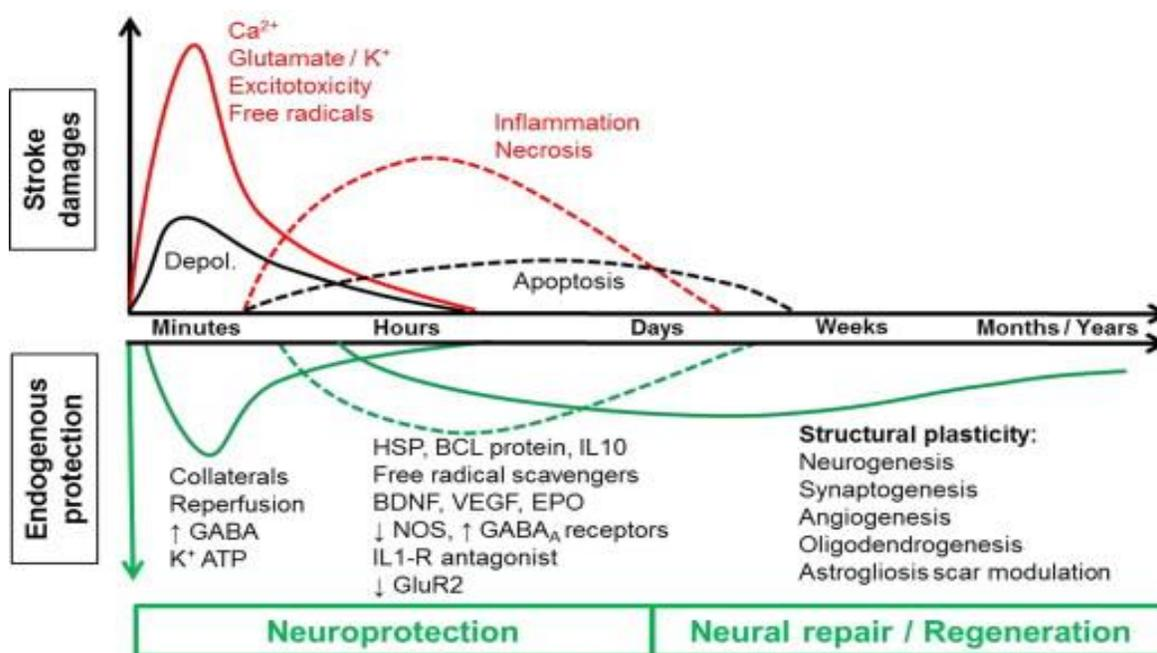 Stroke
damages
Ca²⁺
Glutamate / K⁺
Excitotoxicity
Free radicals
Inflammation
Necrosis
Depol.
Apoptosis
Minutes
Hours
Days
Weeks
Months / Years
Endogenous
protection
Collaterals
Reperfusion
↑ GABA
K⁺ ATP
HSP, BCL protein, IL10
Free radical scavengers
BDNF, VEGF, EPO
↓ NOS, ↑ GABA_A receptors
IL1-R antagonist
↓ GluR2
Structural plasticity:
Neurogenesis
Synaptogenesis
Angiogenesis
Oligodendrogenesis
Astrogliosis scar modulation
Neuroprotection
Neural repair / Regeneration